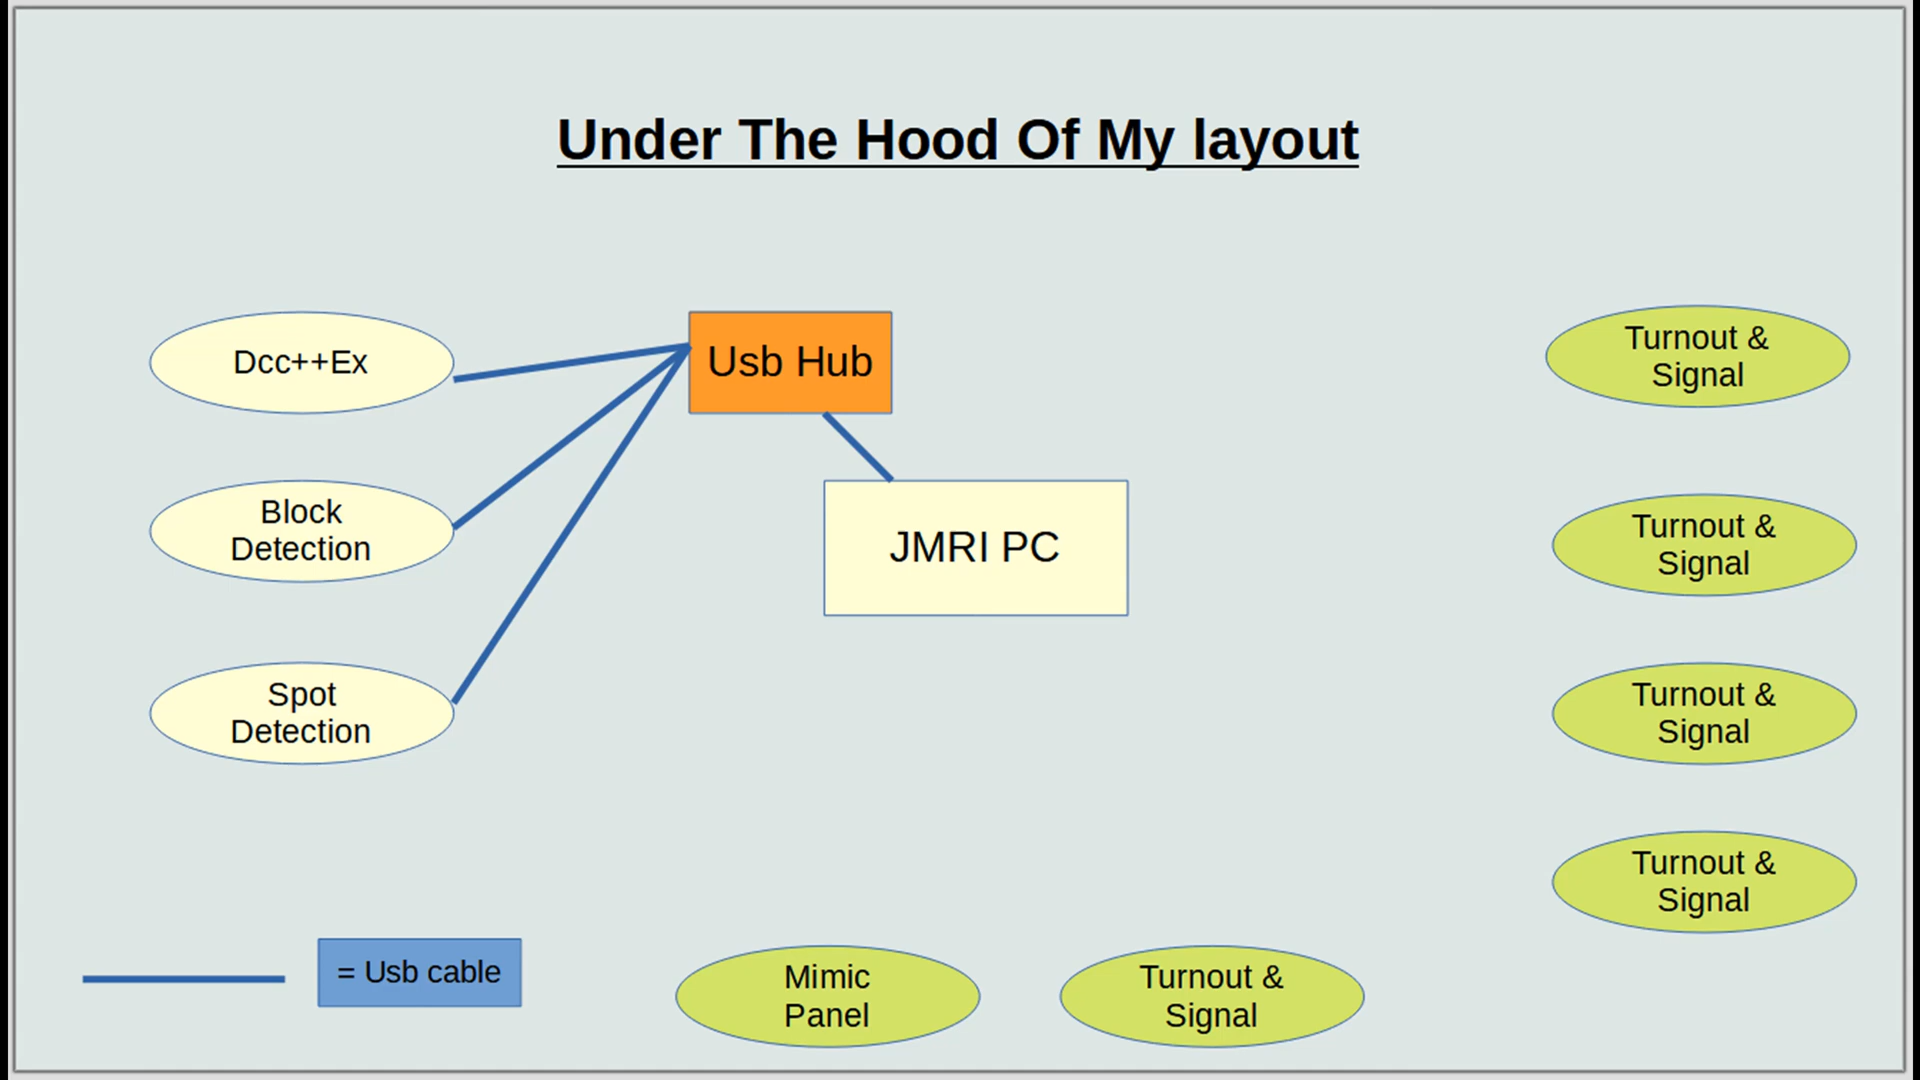 Under The Hood Of My layout
Dcc++Ex
Usb Hub
Turnout &
Signal
Block
Detection
JMRI PC
Turnout &
Signal
Spot
Detection
Turnout &
Signal
Turnout &
Signal
= Usb cable
Mimic
Panel
Turnout &
Signal